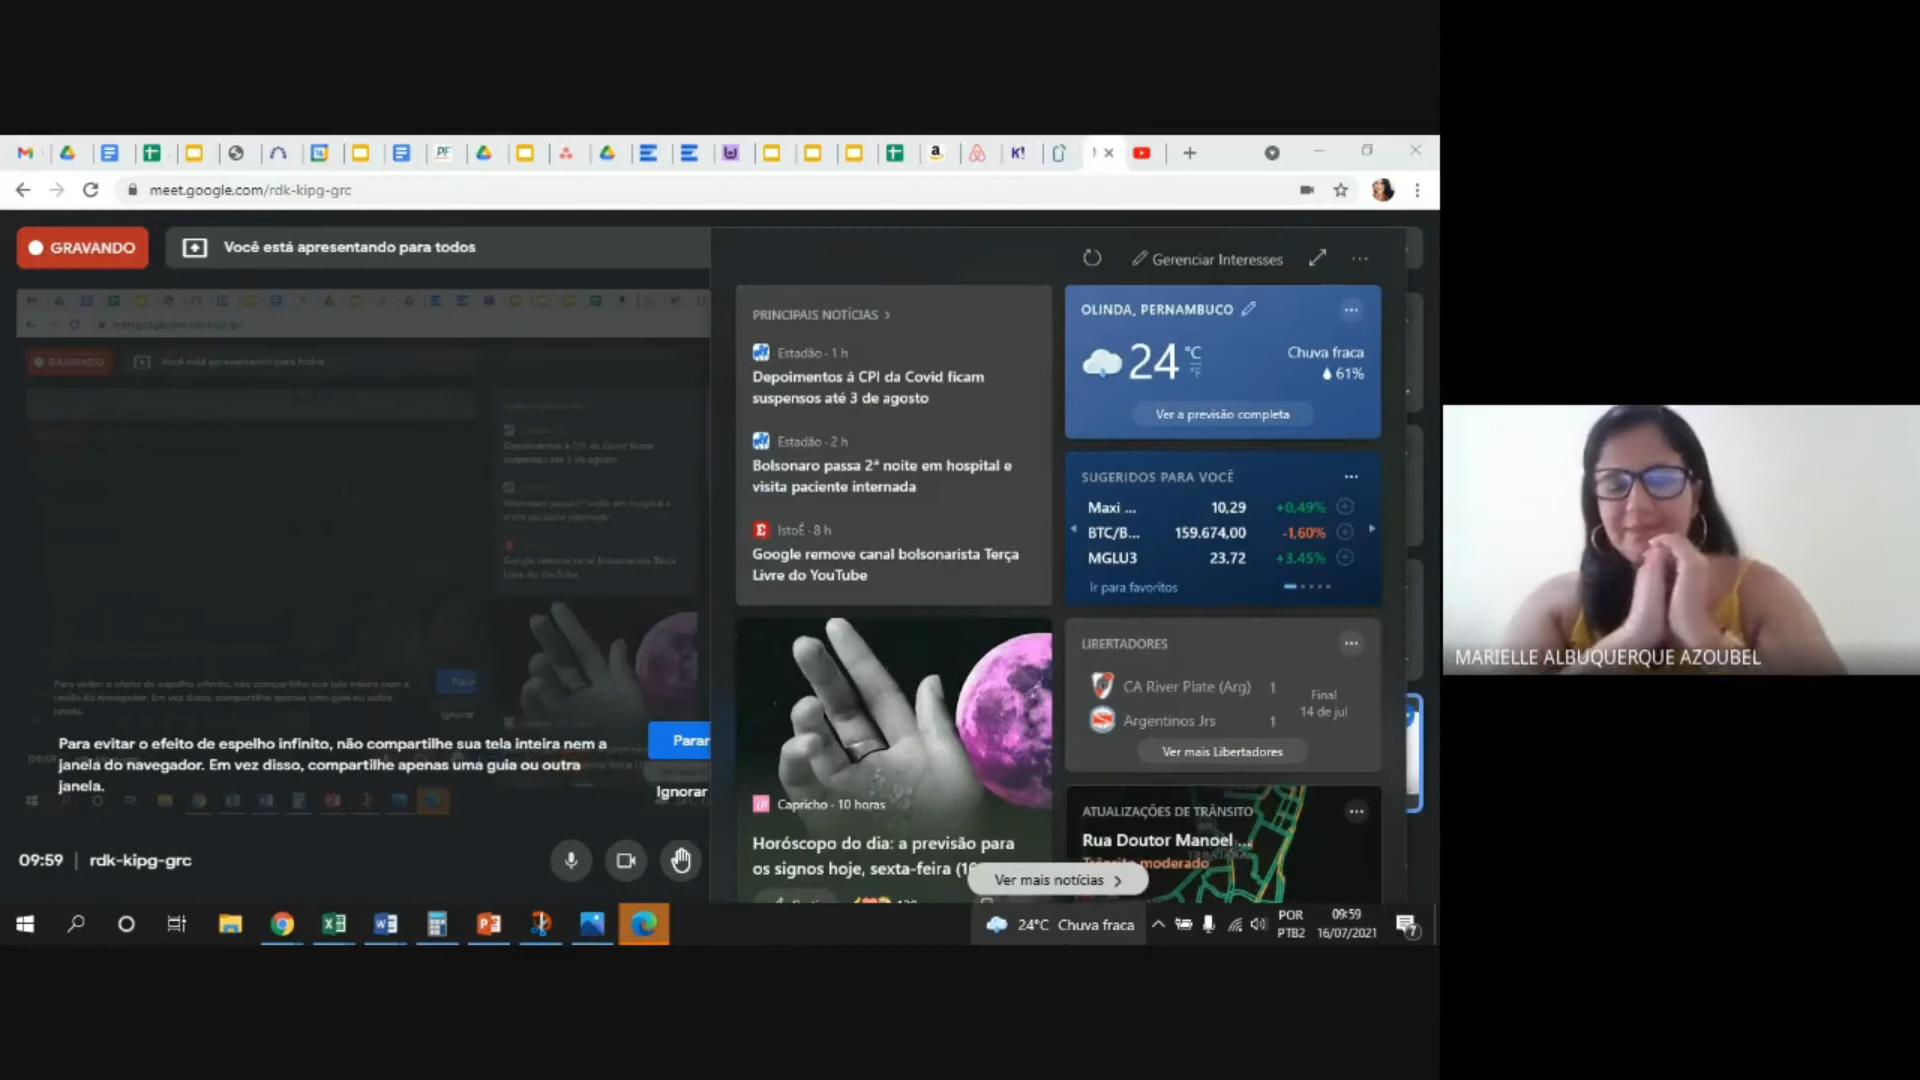 meet.google.com/rdk-kipg-grc
GRAVANDO
Você está apresentando para todos
Gerenciar Interesses
PRINCIPAIS NOTÍCIAS
Estadão - 1 h
Depoimentos à CPI da Covid ficam
suspensos até 3 de agosto
Estadão - 2 h
Bolsonaro passa 2ª noite em hospital e
visita paciente internada
IstoÉ - 8 h
Google remove canal bolsonarista Terça
Livre do YouTube
OLINDA, PERNAMBUCO
24 °C
°F
Chuva fraca
61%
Ver a previsão completa
SUGERIDOS PARA VOCÊ
Maxi ... 10,29 +0,49%
BTC/B... 159.674,00 -1,60%
MGLU3 23,72 +3,45%
Ir para favoritos
LIBERTADORES
CA River Plate (Arg) 1
Argentinos Jrs 1
Final
14 de jul
Ver mais Libertadores
Capricho - 10 horas
Horóscopo do dia: a previsão para
os signos hoje, sexta-feira
ATUALIZAÇÕES DE TRÂNSITO
Rua Doutor Manoel ...
Trânsito moderado
Ver mais notícias
Para evitar o efeito de espelho infinito, não compartilhe sua tela inteira nem a
janela do navegador. Em vez disso, compartilhe apenas uma guia ou outra
janela.
Parar
Ignorar
09:59 | rdk-kipg-grc
24°C Chuva fraca
POR
PTB2
09:59
16/07/2021
7
MARIELLE ALBUQUERQUE AZOUBEL